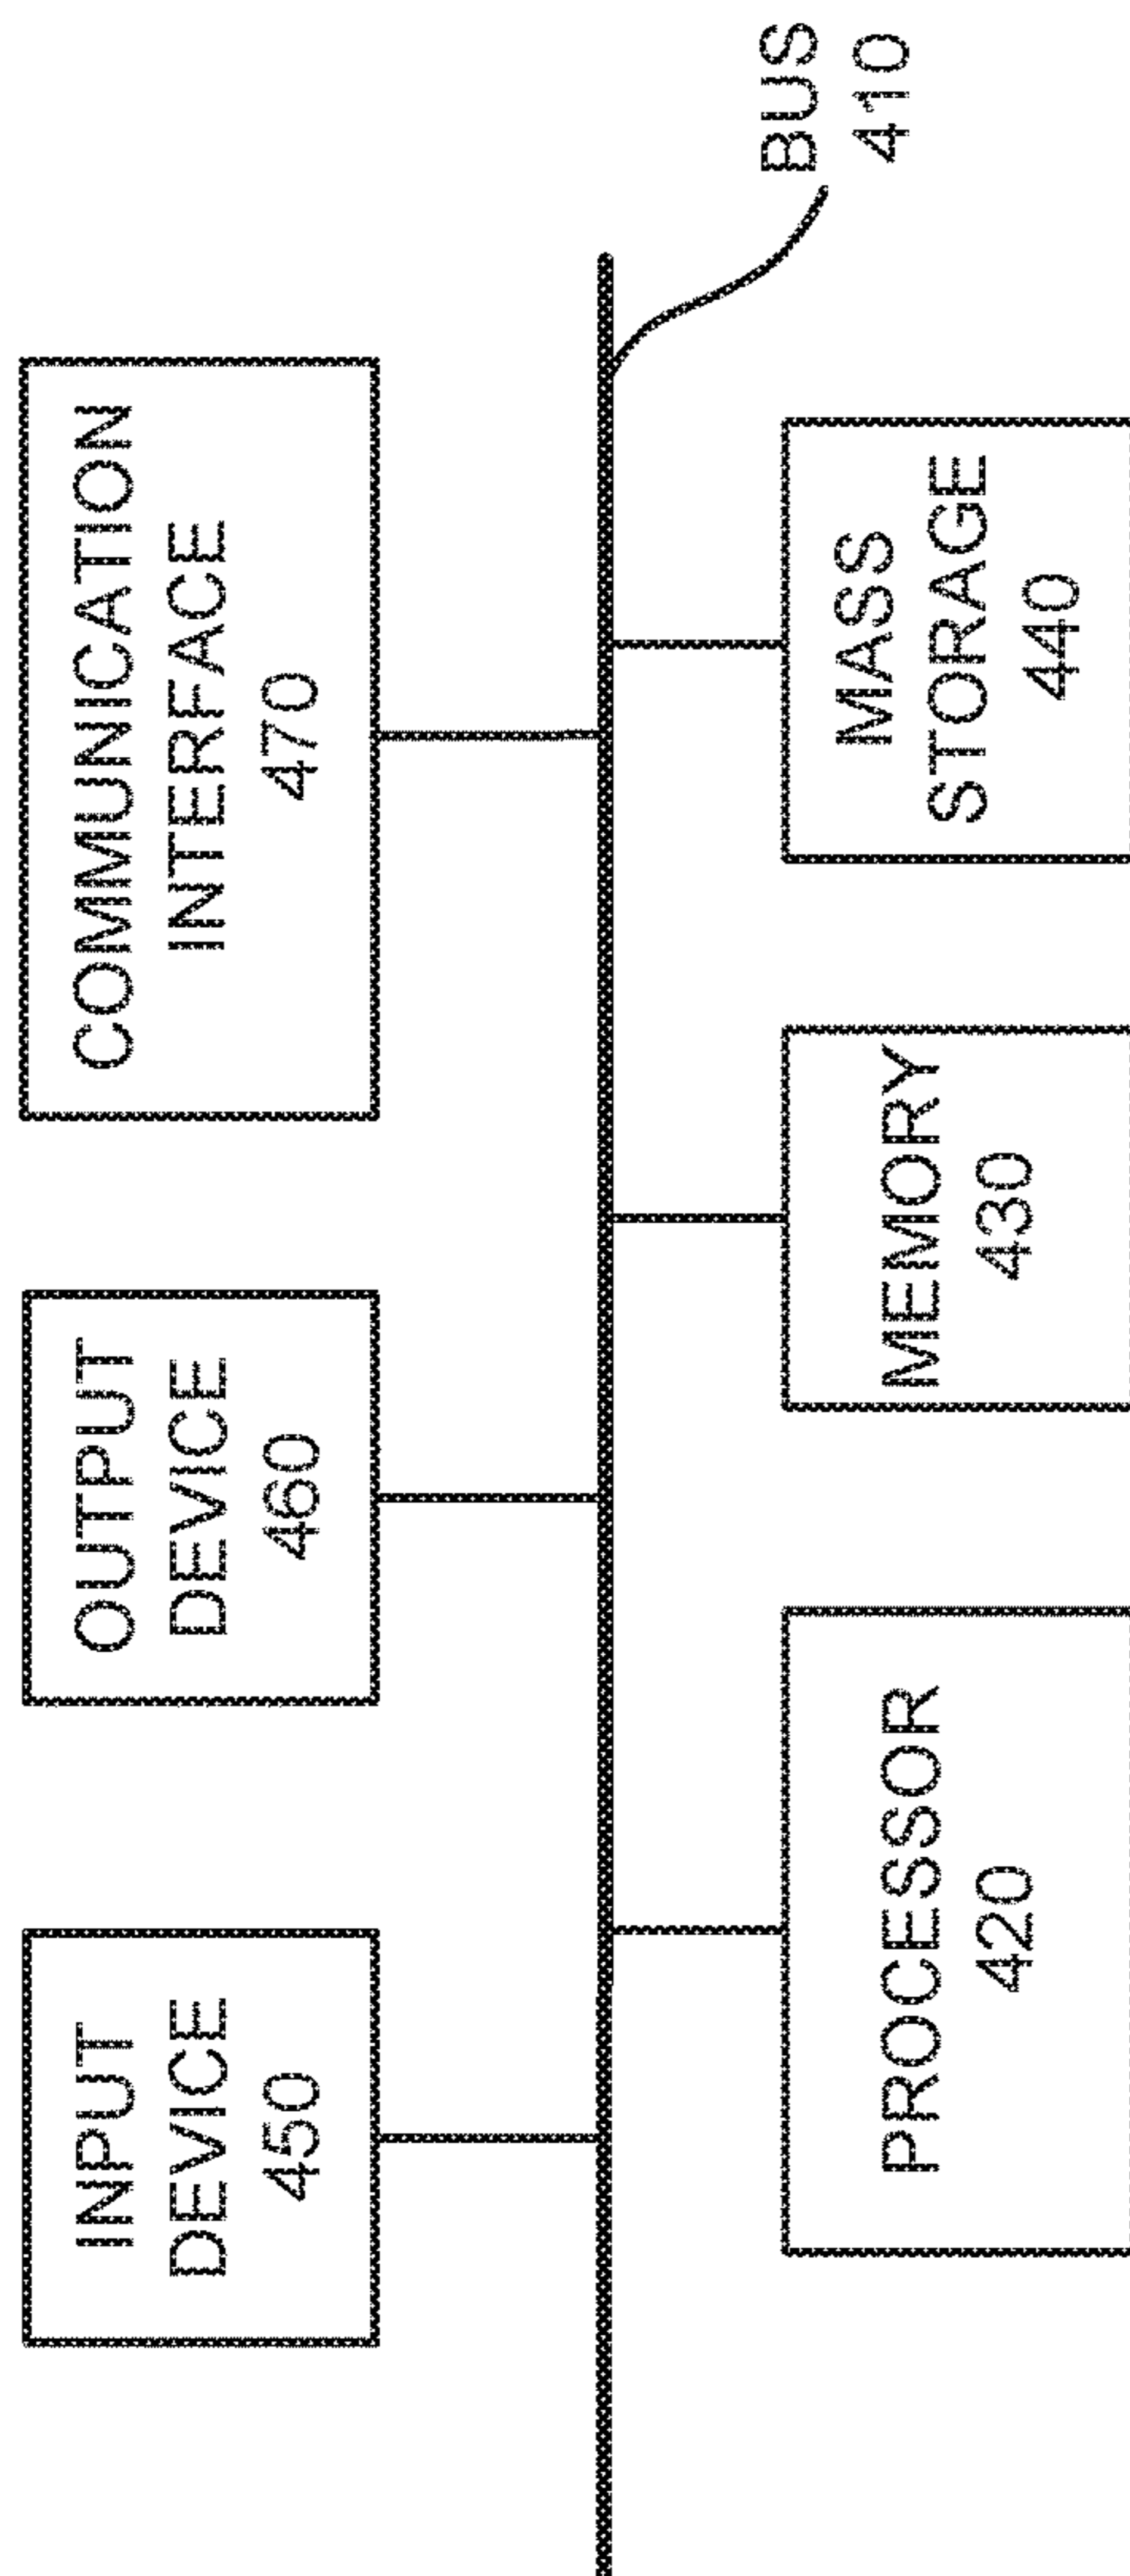 INPUT
DEVICE
450
OUTPUT
DEVICE
460
COMMUNICATION
INTERFACE
470
BUS
410
PROCESSOR
420
MEMORY
430
MASS
STORAGE
440